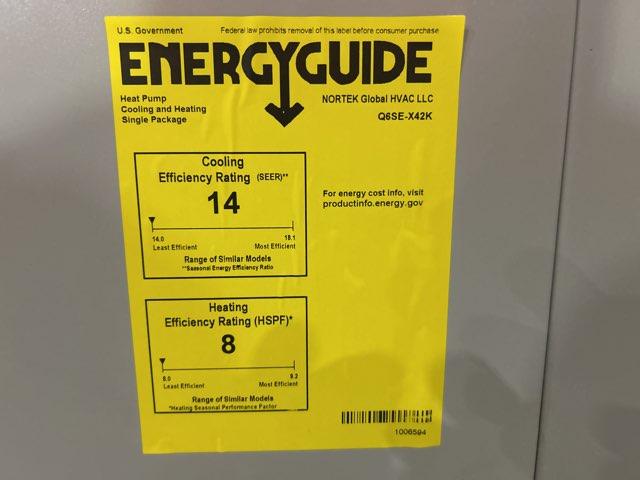 U.S. Government Federal law prohibits removal of this label before consumer purchase
ENERGYGUIDE
Heat Pump
Cooling and Heating
Single Package
NORTEK Global HVAC LLC
Q6SE-X42K
Cooling
Efficiency Rating (SEER)**
14
14.0 18.1
Least Efficient Most Efficient
Range of Similar Models
**Seasonal Energy Efficiency Ratio
For energy cost info, visit
productinfo.energy.gov
Heating
Efficiency Rating (HSPF)*
8
8.0 9.2
Least Efficient Most Efficient
Range of Similar Models
*Heating Seasonal Performance Factor
1006594